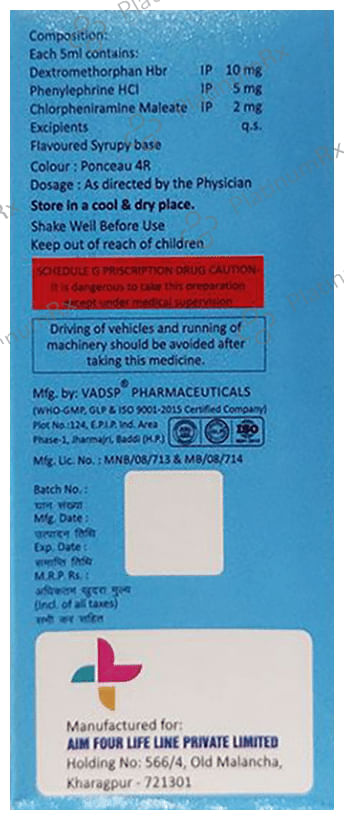 Composition:
Each 5ml contains:
Dextromethorphan Hbr IP 10 mg
Phenylephrine HCl IP 5 mg
Chlorpheniramine Maleate IP 2 mg
Excipients q.s.
Flavoured Syrupy base
Colour : Ponceau 4R
Dosage : As directed by the Physician
Store in a cool & dry place.
Shake Well Before Use
Keep out of reach of children
SCHEDULE G PRISCRIPTION DRUG CAUTION-
It is dangerous to take this preparation
except under medical supervision
Driving of vehicles and running of
machinery should be avoided after
taking this medicine.
Mfg. by: VADSP® PHARMACEUTICALS
(WHO-GMP, GLP & ISO 9001-2015 Certified Company)
Plot No.:124, E.P.I.P. Ind. Area
Phase-1, Jharmajri, Baddi (H.P.)
ISO
Mfg. Lic. No. : MNB/08/713 & MB/08/714
Batch No. :
घान संख्या
Mfg. Date :
उत्पादन तिथि
Exp. Date :
समाप्ति तिथि
M.R.P. Rs. :
अधिकतम खुदरा मुल्य
(Incl. of all taxes)
सभी कर सहित
Manufactured for:
AIM FOUR LIFE LINE PRIVATE LIMITED
Holding No: 566/4, Old Malancha,
Kharagpur - 721301